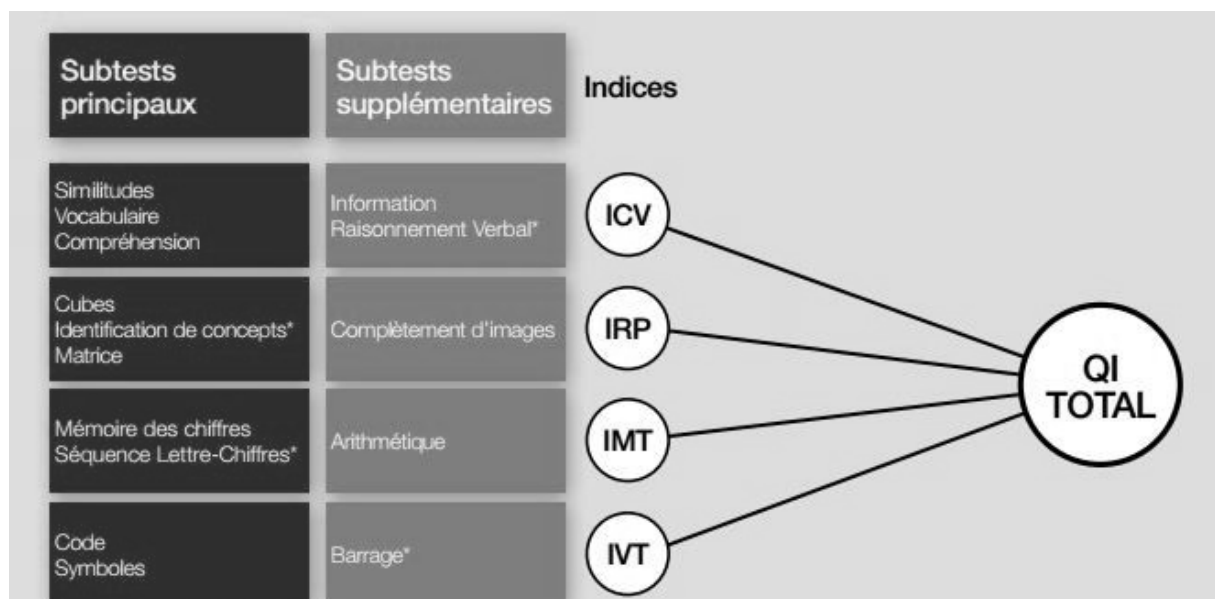 Subtests
principaux
Subtests
supplémentaires
Indices
Similitudes
Vocabulaire
Compréhension
Information
Raisonnement Verbal*
ICV
Cubes
Identification de concepts*
Matrice
Complètement d'images
IRP
Mémoire des chiffres
Séquence Lettre-Chiffres*
Arithmétique
IMT
Code
Symboles
Barrage*
IVT
QI
TOTAL